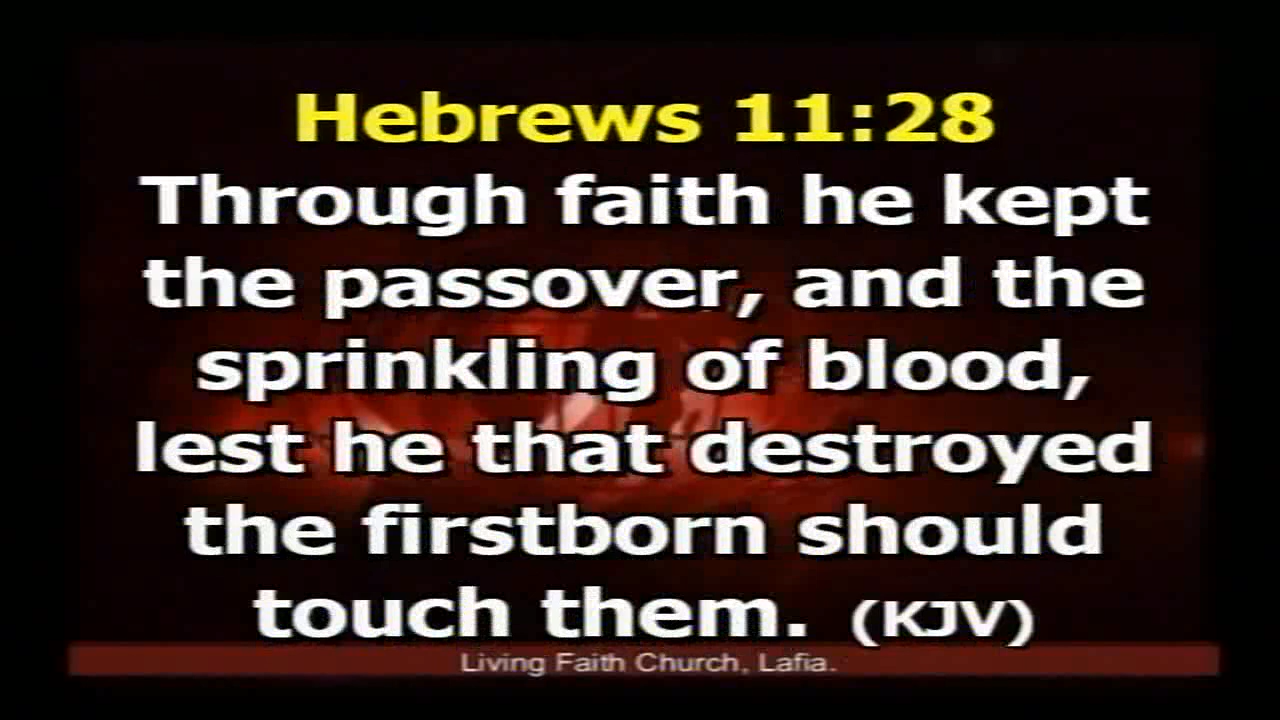 Hebrews 11:28
Through faith he kept
the passover, and the
sprinkling of blood,
lest he that destroyed
the firstborn should
touch them. (KJV)
Living Faith Church, Lafia.